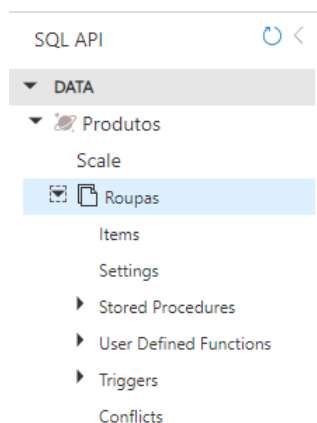 SQL API
DATA
Produtos
Scale
Roupas
Items
Settings
Stored Procedures
User Defined Functions
Triggers
Conflicts